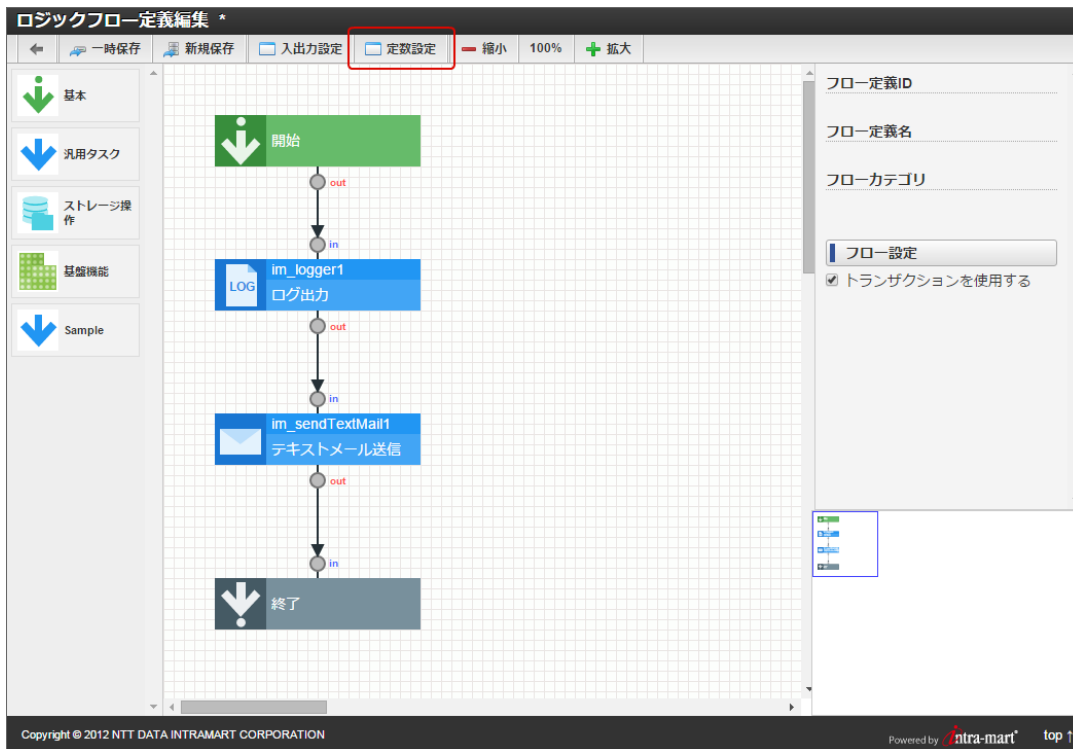 ロジックフロー定義編集 *
一時保存 新規保存 入出力設定 定数設定 縮小 100% 拡大
基本
汎用タスク
ストレージ操
作
基盤機能
Sample
開始
out
in
im_logger1
LOG
ログ出力
out
in
im_sendTextMail1
テキストメール送信
out
in
終了
フロー定義ID
フロー定義名
フローカテゴリ
フロー設定
トランザクションを使用する
Copyright © 2012 NTT DATA INTRAMART CORPORATION
Powered by intra-mart
top ↑